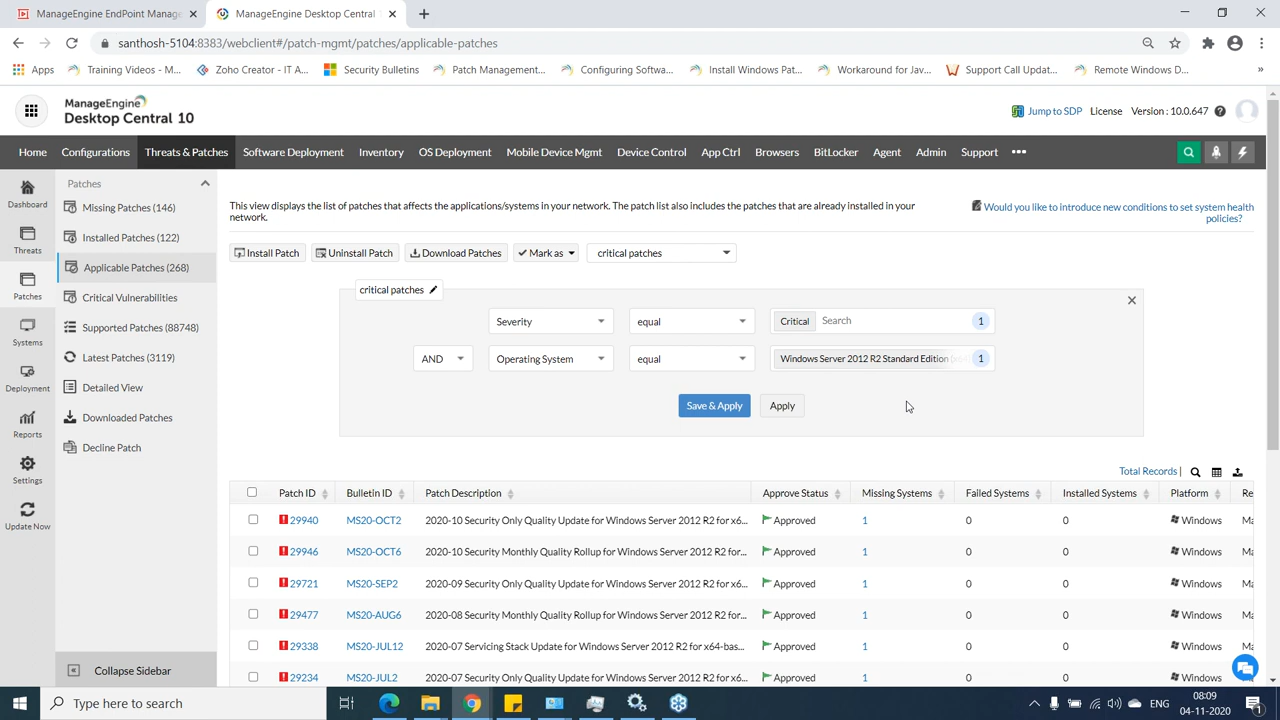 ManageEngine EndPoint Manage
ManageEngine Desktop Central
santhosh-5104:8383/webclient#/patch-mgmt/patches/applicable-patches
Apps
Training Videos - M...
Zoho Creator - IT A...
Security Bulletins
Patch Management...
Configuring Softwa...
Install Windows Pat...
Workaround for Jav...
Support Call Updat...
Remote Windows D...
»
ManageEngine
Desktop Central 10
Jump to SDP License Version : 10.0.647
Home Configurations Threats & Patches Software Deployment Inventory OS Deployment Mobile Device Mgmt Device Control App Ctrl Browsers BitLocker Agent Admin Support
Dashboard
Threats
Patches
Systems
Deployment
Reports
Settings
Update Now
Patches
Missing Patches (146)
Installed Patches (122)
Applicable Patches (268)
Critical Vulnerabilities
Supported Patches (88748)
Latest Patches (3119)
Detailed View
Downloaded Patches
Decline Patch
Collapse Sidebar
This view displays the list of patches that affects the applications/systems in your network. The patch list also includes the patches that are already installed in your
network.
Would you like to introduce new conditions to set system health
policies?
Install Patch Uninstall Patch Download Patches Mark as critical patches
critical patches
Severity equal Critical Search 1
AND Operating System equal Windows Server 2012 R2 Standard Edition 1
Save & Apply Apply
Total Records |
Patch ID Bulletin ID Patch Description Approve Status Missing Systems Failed Systems Installed Systems Platform Re
29940 MS20-OCT2 2020-10 Security Only Quality Update for Windows Server 2012 R2 for x6... Approved 1 0 0 Windows Ma
29946 MS20-OCT6 2020-10 Security Monthly Quality Rollup for Windows Server 2012 R2 for... Approved 1 0 0 Windows Ma
29721 MS20-SEP2 2020-09 Security Only Quality Update for Windows Server 2012 R2 for x6... Approved 1 0 0 Windows Ma
29477 MS20-AUG6 2020-08 Security Monthly Quality Rollup for Windows Server 2012 R2 for... Approved 1 0 0 Windows Ma
29338 MS20-JUL12 2020-07 Servicing Stack Update for Windows Server 2012 R2 for x64-bas... Approved 1 0 0 Windows Ma
29234 MS20-JUL2 2020-07 Security Only Quality Update for Windows Server 2012 R2 for x6... Approved 1 0 0 Windows Ma
Type here to search
ENG
08:09
04-11-2020
1